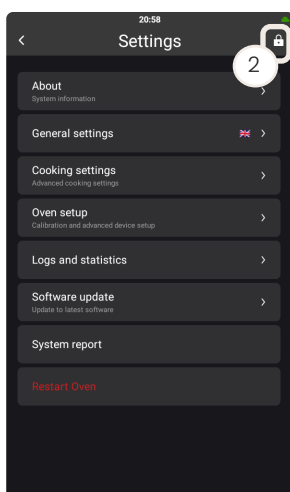 20:58
Settings
2
About
System information
General settings
Cooking settings
Advanced cooking settings
Oven setup
Calibration and advanced device setup
Logs and statistics
Software update
Update to latest software
System report
Restart Oven